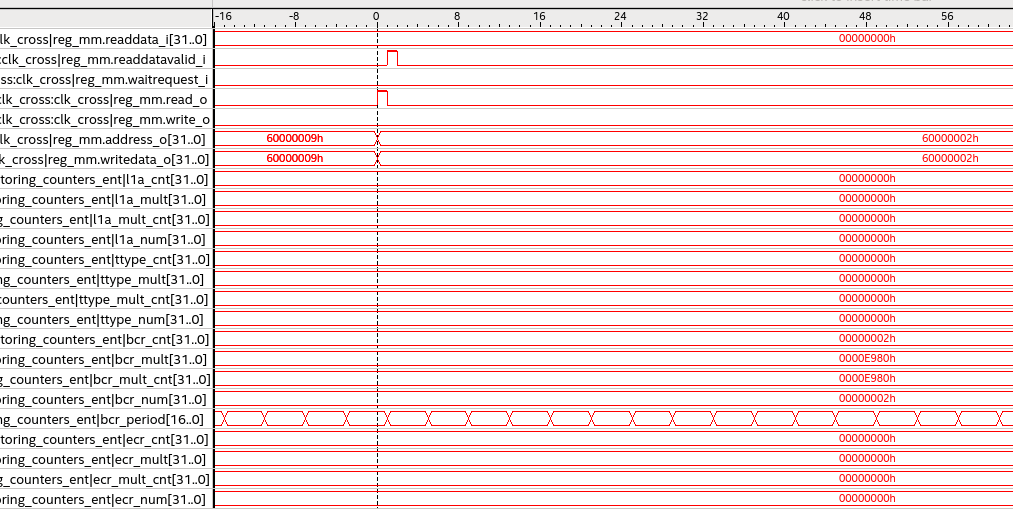 -16 -8 0 8 16 24 32 40 48 56
lk_cross|reg_mm.readdata_i[31..0] 00000000h
:clk_cross|reg_mm.readdatavalid_i
ss:clk_cross|reg_mm.waitrequest_i
:lk_cross:clk_cross|reg_mm.read_o
:lk_cross:clk_cross|reg_mm.write_o
lk_cross|reg_mm.address_o[31..0] 60000009h 60000002h
k_cross|reg_mm.writedata_o[31..0] 60000009h 60000002h
toring_counters_ent|l1a_cnt[31..0] 00000000h
oring_counters_ent|l1a_mult[31..0] 00000000h
g_counters_ent|l1a_mult_cnt[31..0] 00000000h
oring_counters_ent|l1a_num[31..0] 00000000h
oring_counters_ent|ttype_cnt[31..0] 00000000h
ng_counters_ent|ttype_mult[31..0] 00000000h
counters_ent|ttype_mult_cnt[31..0] 00000000h
ng_counters_ent|ttype_num[31..0] 00000000h
toring_counters_ent|bcr_cnt[31..0] 00000002h
oring_counters_ent|bcr_mult[31..0] 0000E980h
g_counters_ent|bcr_mult_cnt[31..0] 0000E980h
oring_counters_ent|bcr_num[31..0] 00000002h
ng_counters_ent|bcr_period[16..0]
toring_counters_ent|ecr_cnt[31..0] 00000000h
oring_counters_ent|ecr_mult[31..0] 00000000h
g_counters_ent|ecr_mult_cnt[31..0] 00000000h
oring_counters_ent|ecr_num[31..0] 00000000h